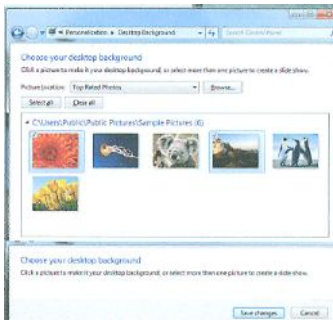 Personalization ▸ Desktop Background
Search Control Panel
Choose your desktop background
Click a picture to make it your desktop background, or select more than one picture to create a slide show.
Picture location: Top Rated Photos Browse...
Select all Clear all
C:\Users\Public\Public Pictures\Sample Pictures (6)
Choose your desktop background
Click a picture to make it your desktop background, or select more than one picture to create a slide show.
Save changes Cancel